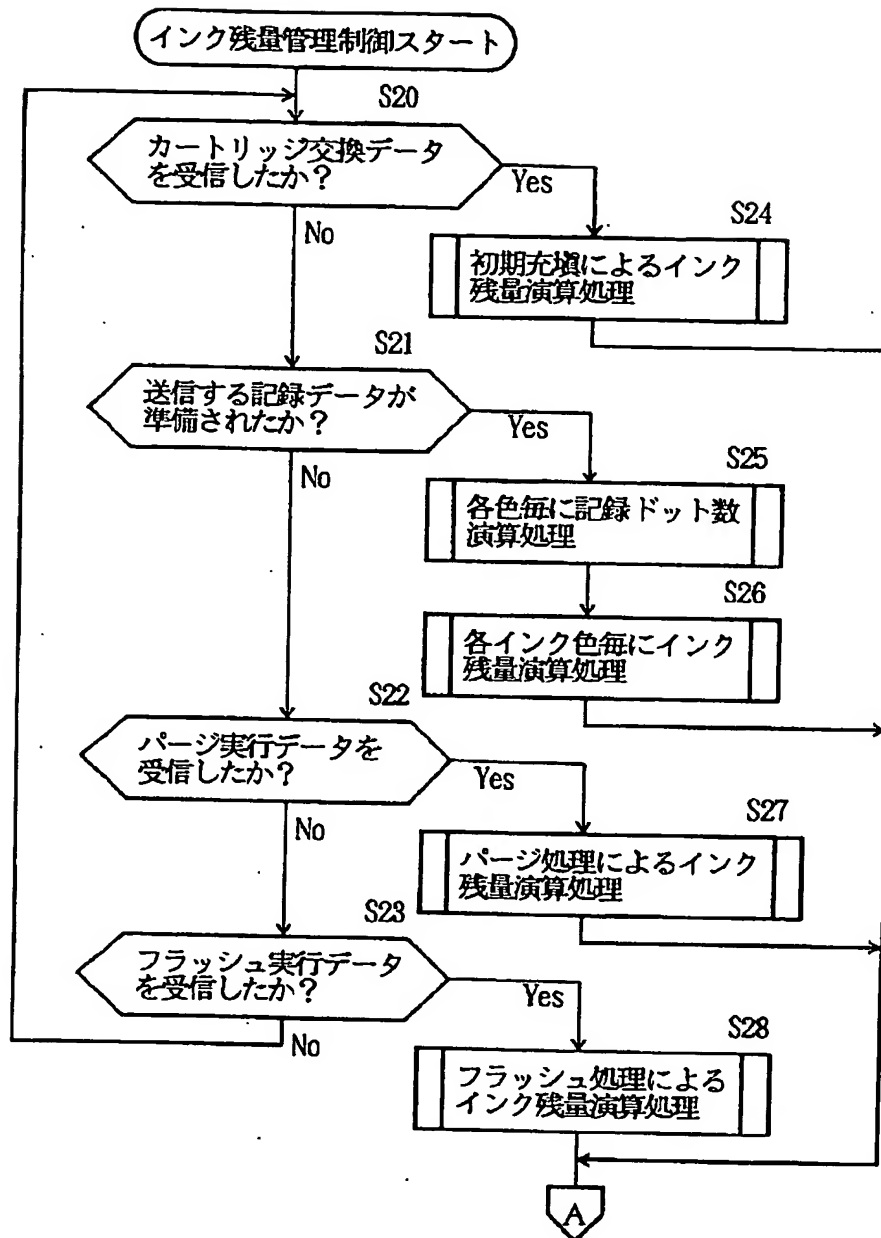 インク残量管理制御スタート
S20
カートリッジ交換データ
を受信したか?
Yes
No
S24
初期充塡によるインク
残量演算処理
S21
送信する記録データが
準備されたか?
Yes
No
S25
各色毎に記録ドット数
演算処理
S26
各インク色毎にインク
残量演算処理
S22
パージ実行データを
受信したか?
Yes
No
S27
パージ処理によるインク
残量演算処理
S23
フラッシュ実行データ
を受信したか?
Yes
No
S28
フラッシュ処理による
インク残量演算処理
A